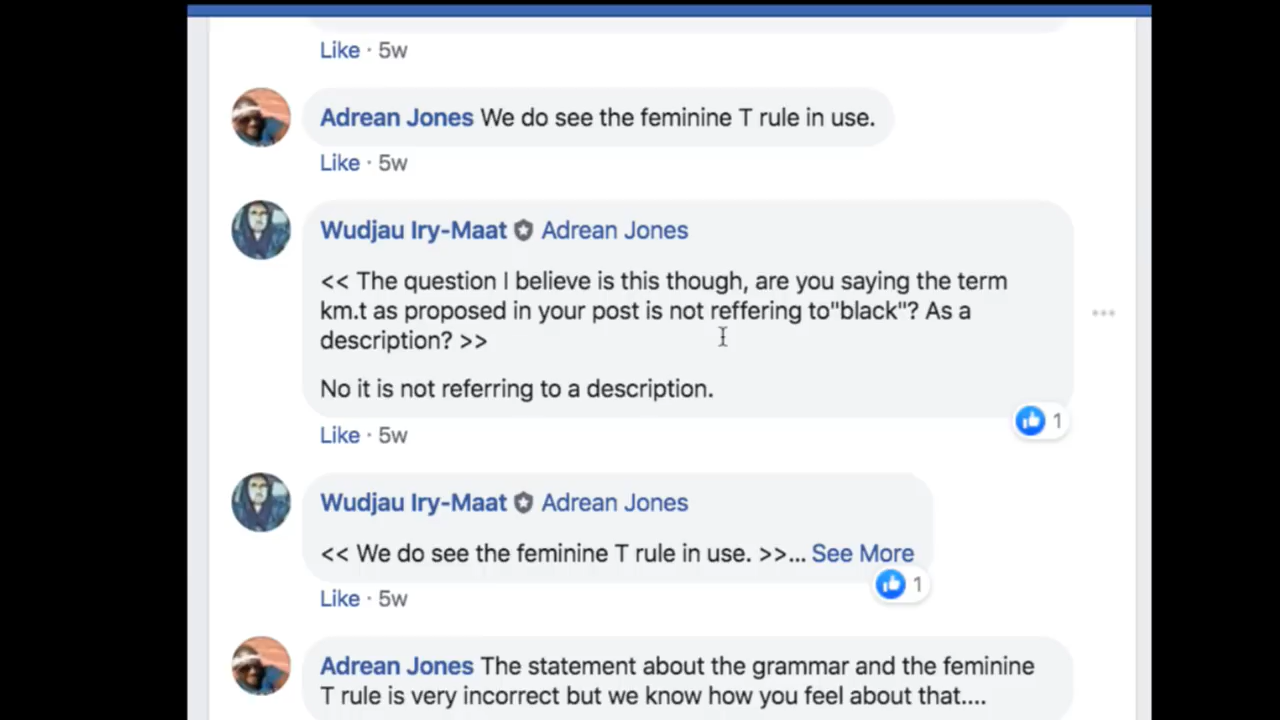 Like · 5w
Adrean Jones We do see the feminine T rule in use.
Like · 5w
Wudjau Iry-Maat Adrean Jones
<< The question I believe is this though, are you saying the term
km.t as proposed in your post is not reffering to"black"? As a
description? >>
No it is not referring to a description.
1
Like · 5w
Wudjau Iry-Maat Adrean Jones
<< We do see the feminine T rule in use. >>... See More
1
Like · 5w
Adrean Jones The statement about the grammar and the feminine
T rule is very incorrect but we know how you feel about that....